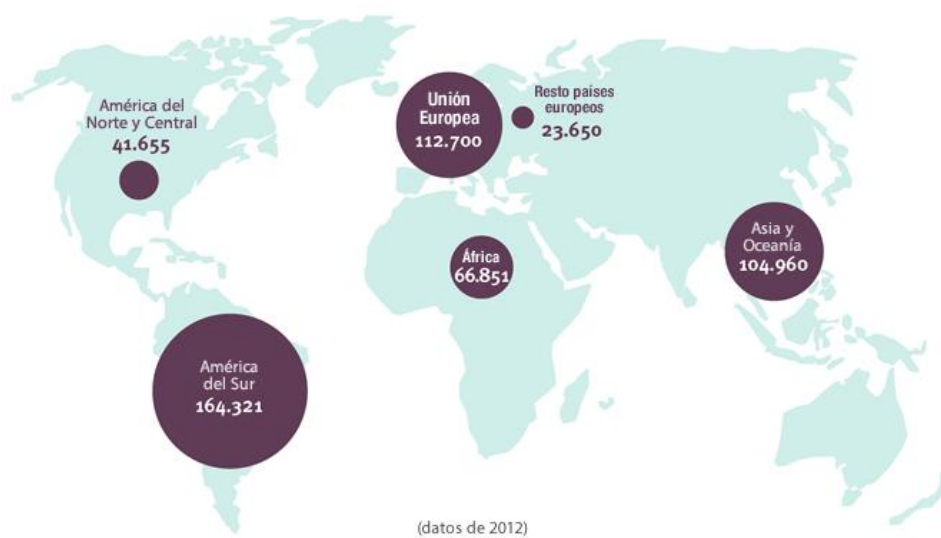 América del
Norte y Central
41.655
Unión
Europea
112.700
Resto paises
europeos
23.650
África
66.851
Asia y
Oceanía
104.960
América
del Sur
164.321
(datos de 2012)